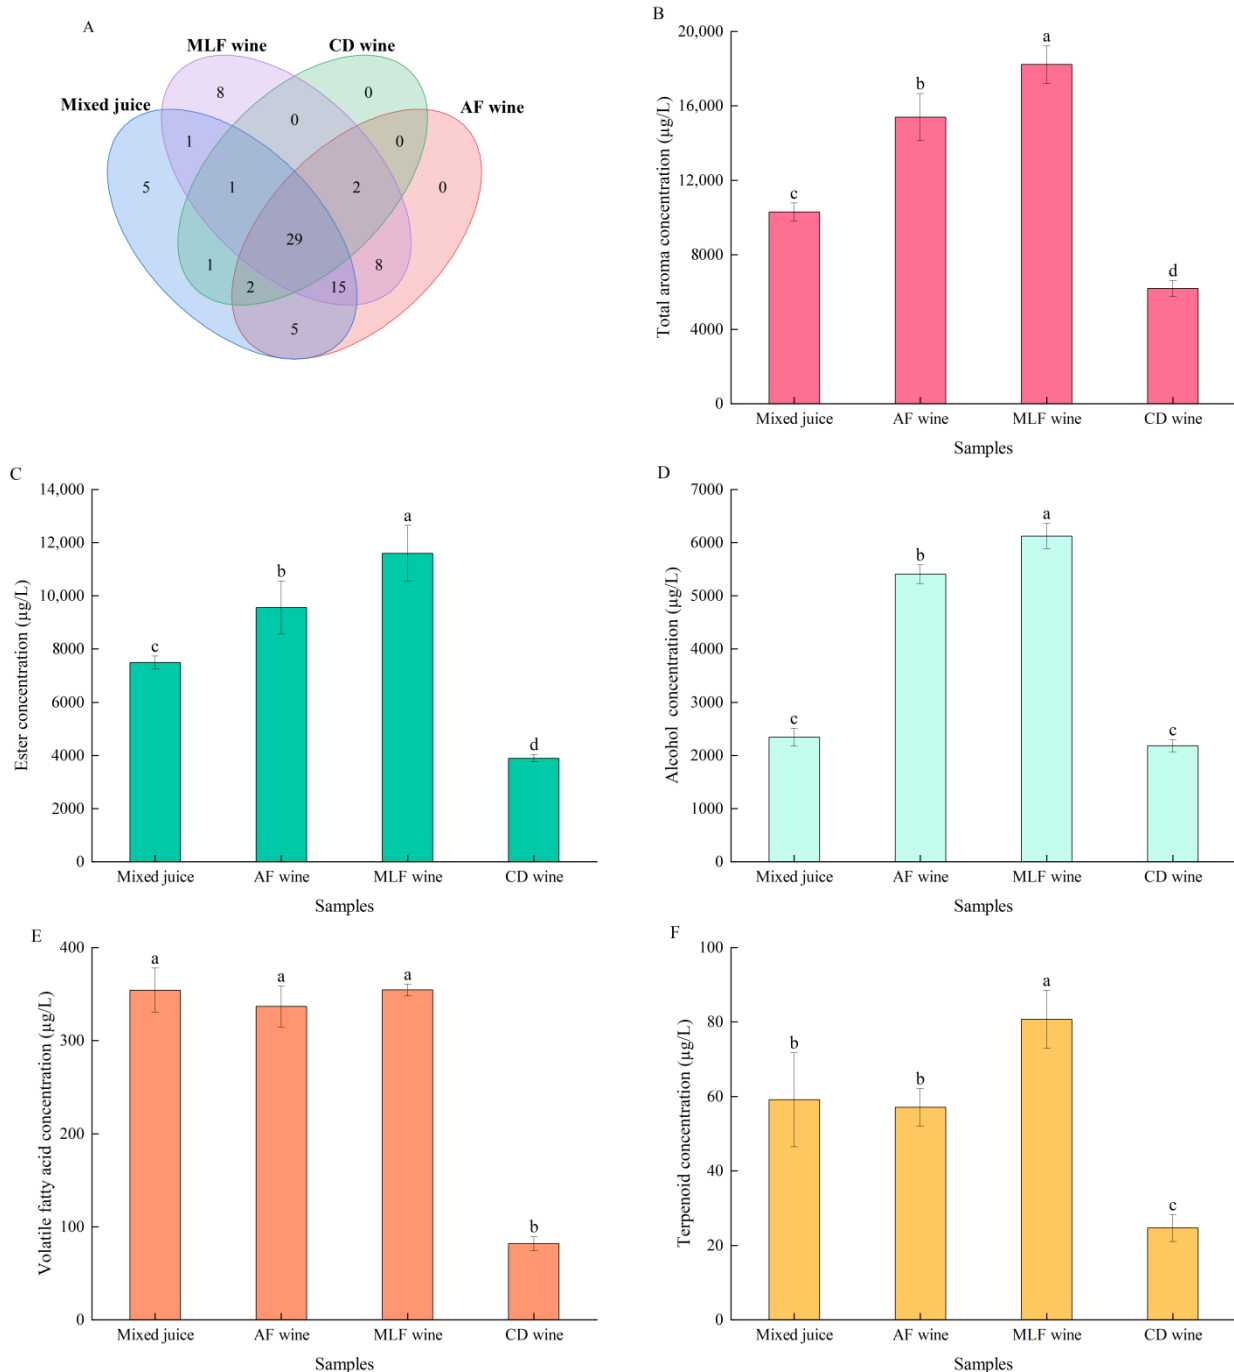 A
MLF wine
CD wine
Mixed juice
AF wine
8
0
0
1
0
5
1
2
0
29
1
8
2
15
5
B
Total aroma concentration (µg/L)
20,000
16,000
12,000
8000
4000
0
c
b
a
d
Mixed juice
AF wine
MLF wine
CD wine
Samples
C
Ester concentration (µg/L)
14,000
12,000
10,000
8000
6000
4000
2000
0
c
b
a
d
Mixed juice
AF wine
MLF wine
CD wine
Samples
D
Alcohol concentration (µg/L)
7000
6000
5000
4000
3000
2000
1000
0
c
b
a
c
Mixed juice
AF wine
MLF wine
CD wine
Samples
E
Volatile fatty acid concentration (µg/L)
400
300
200
100
0
a
a
a
b
Mixed juice
AF wine
MLF wine
CD wine
Samples
F
Terpenoid concentration (µg/L)
100
80
60
40
20
0
b
b
a
c
Mixed juice
AF wine
MLF wine
CD wine
Samples